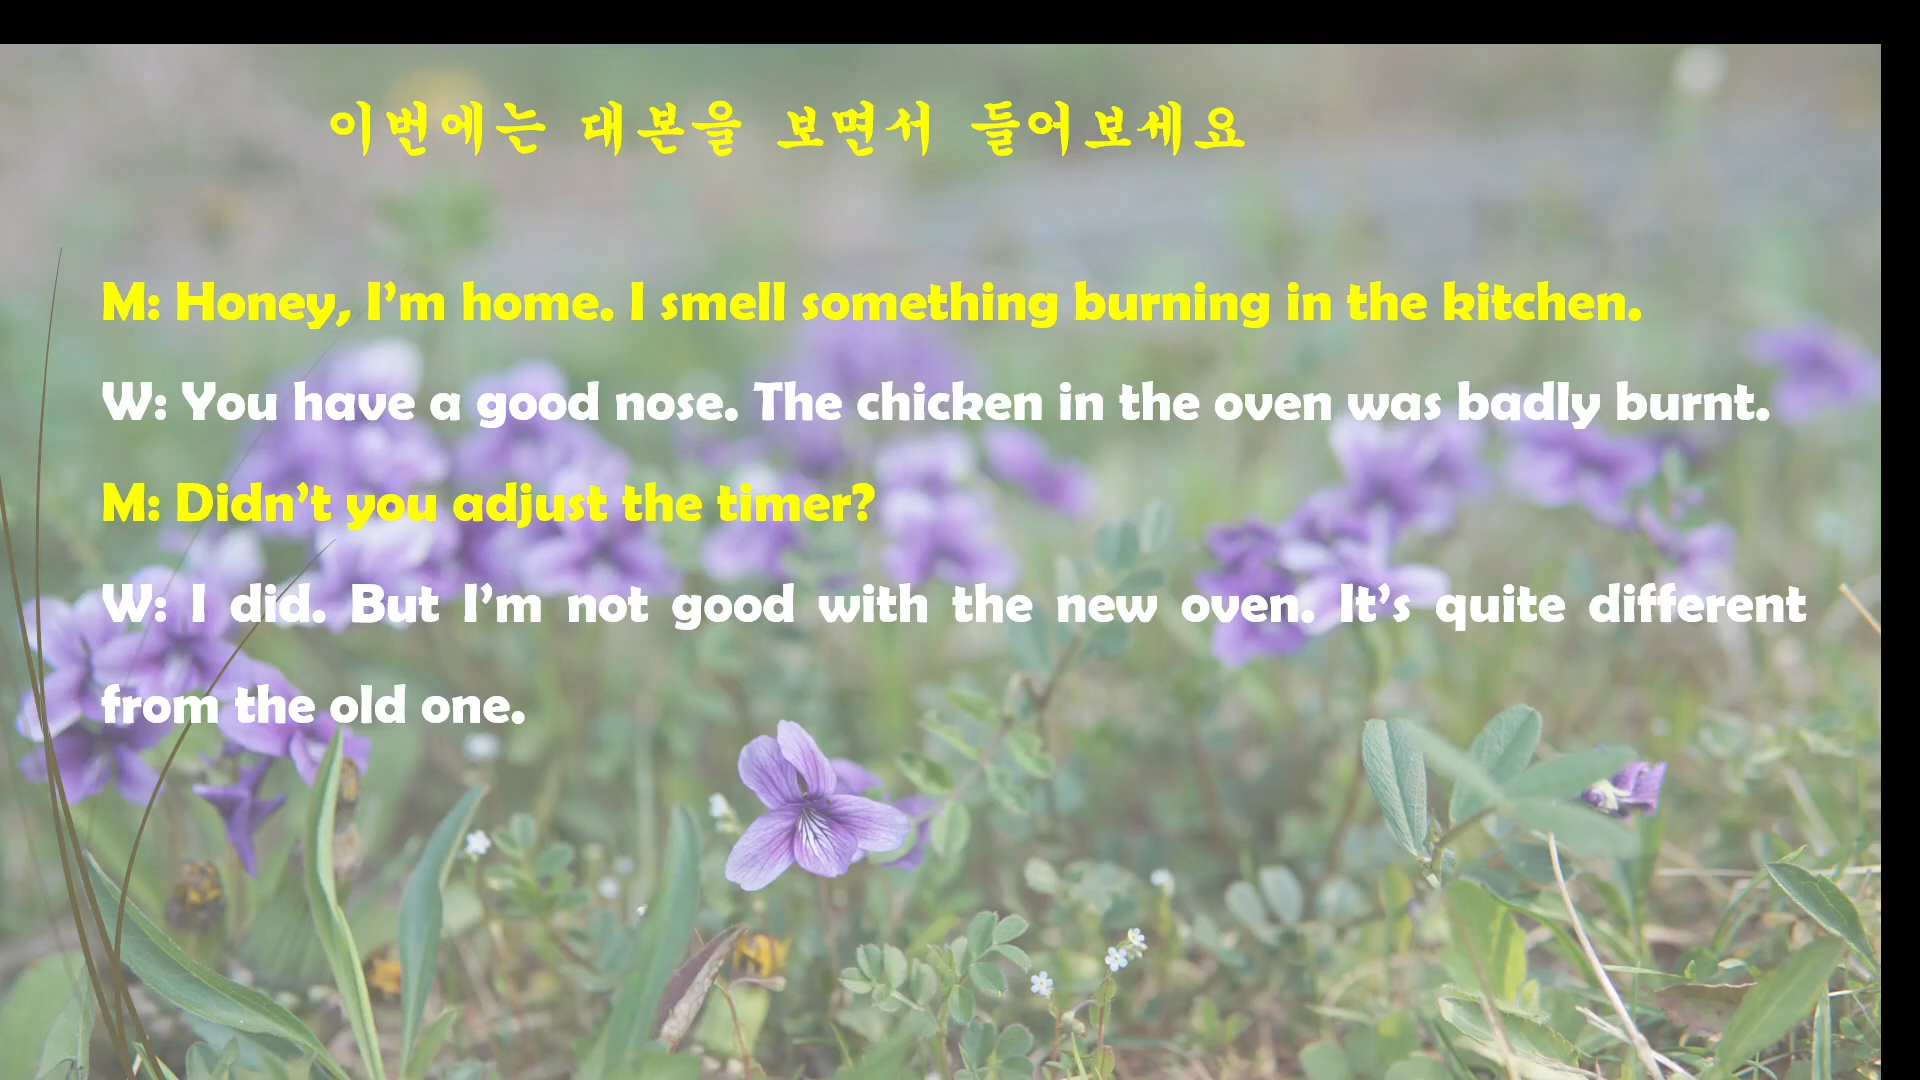 이번에는 대본을 보면서 들어보세요
M: Honey, I’m home. I smell something burning in the kitchen.
W: You have a good nose. The chicken in the oven was badly burnt.
M: Didn’t you adjust the timer?
W: I did. But I’m not good with the new oven. It’s quite different
from the old one.